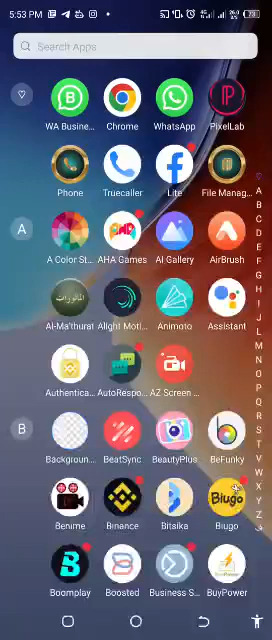 5:53 PM
Search Apps
WA Busine... Chrome WhatsApp PixelLab
Phone Truecaller Lite File Manag...
A
A Color St... AHA Games AI Gallery AirBrush
Al-Ma'thurat Alight Moti... Animoto Assistant
Authentica... AutoRespo... AZ Screen ...
B
Backgroun... BeatSync BeautyPlus BeFunky
Benime Binance Bitsika Biugo
Boomplay Boosted Business S... BuyPower
A
B
C
D
E
F
G
H
I
J
K
L
M
N
O
P
Q
R
S
T
U
V
W
X
Y
Z